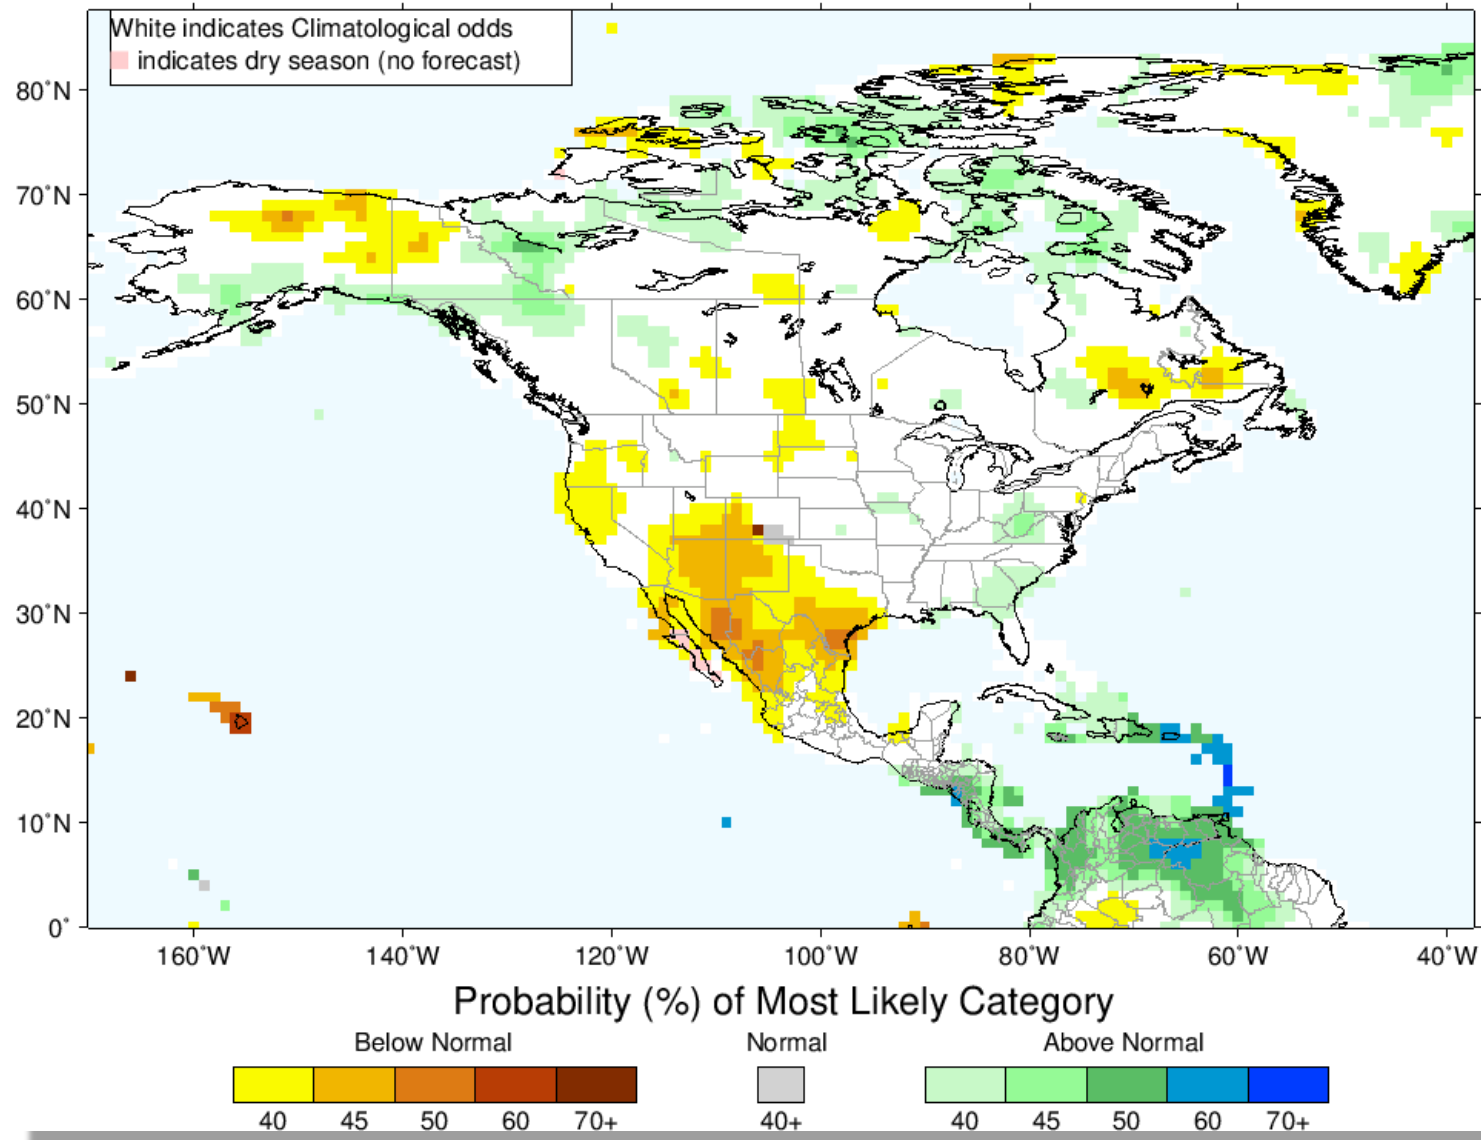 White indicates Climatological odds
indicates dry season (no forecast)
80˚N
70˚N
60˚N
50˚N
40˚N
30˚N
20˚N
10˚N
0˚
160˚W 140˚W 120˚W 100˚W 80˚W 60˚W 40˚W
Probability (%) of Most Likely Category
Below Normal Normal Above Normal
40 45 50 60 70+ 40+ 40 45 50 60 70+